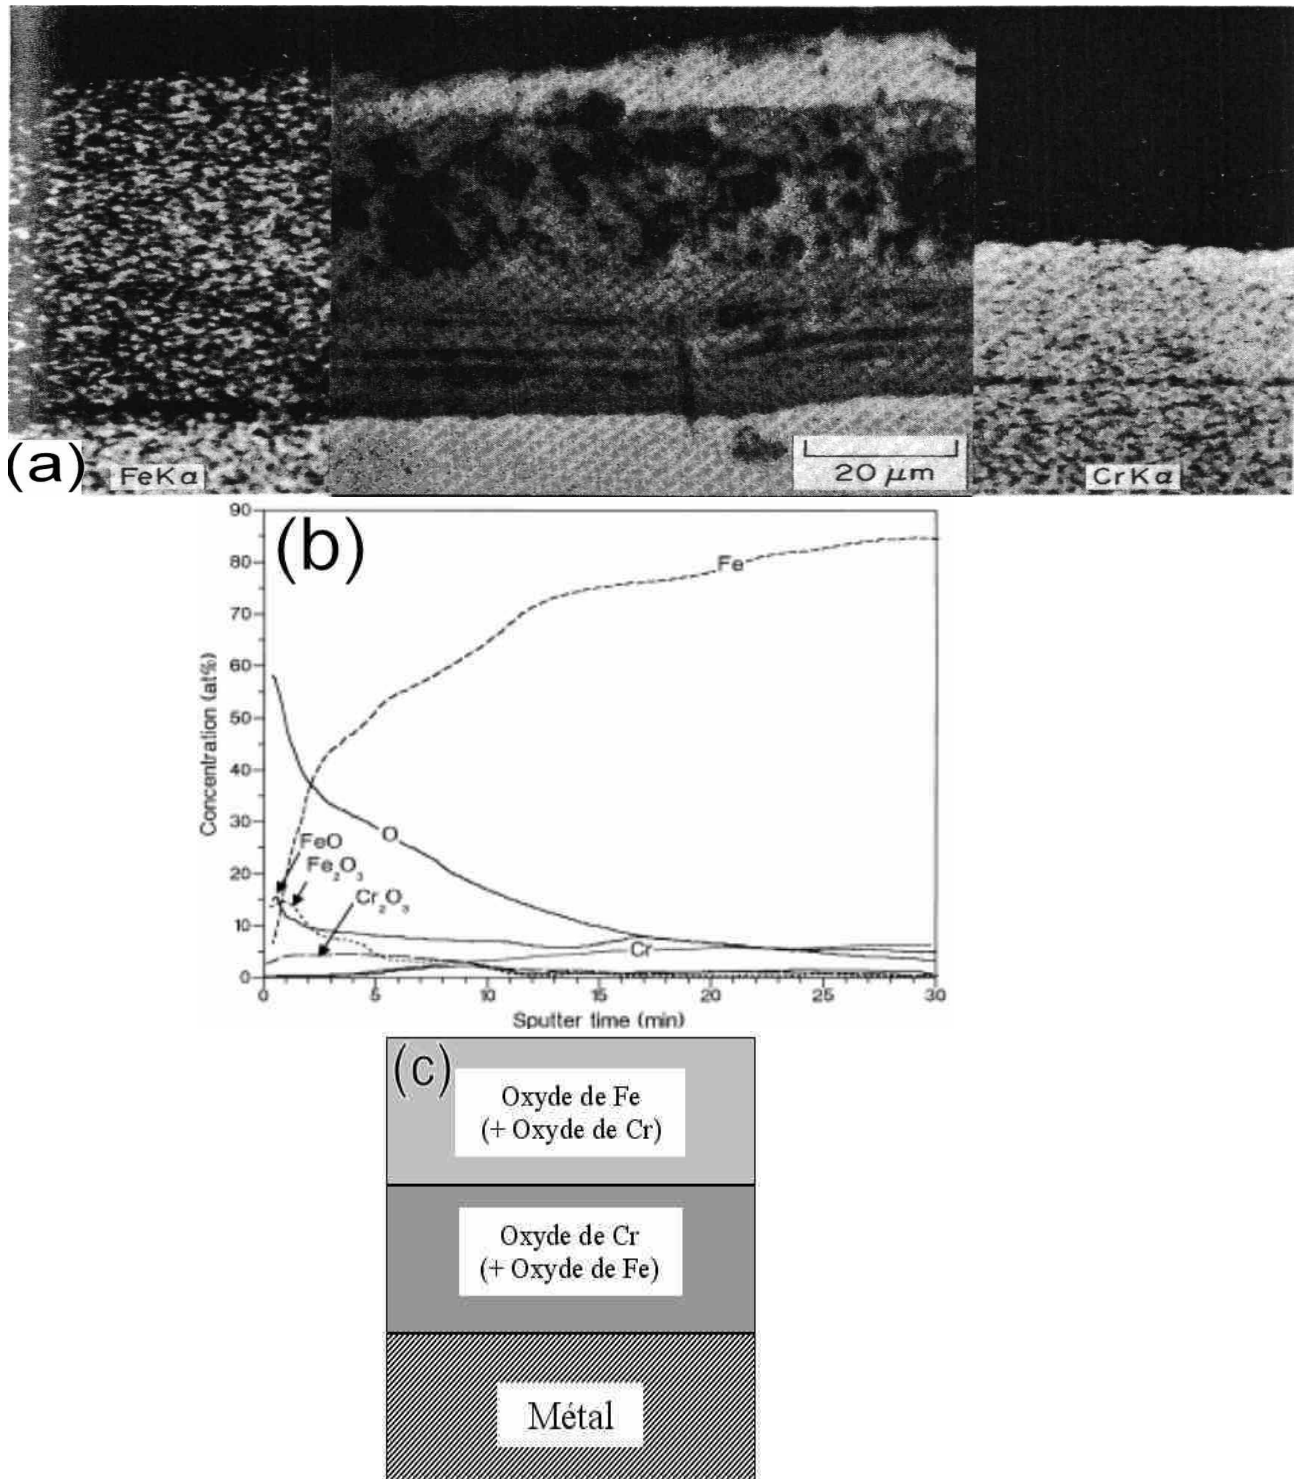 (a)
FeKα
20 μm
CrKα
(b)
90
80
70
60
50
40
30
20
10
0
Concentration (at%)
Fe
O
FeO
Fe₂O₃
Cr₂O₃
Cr
0 5 10 15 20 25 30
Sputter time (min)
(c)
Oxyde de Fe
(+ Oxyde de Cr)
Oxyde de Cr
(+ Oxyde de Fe)
Métal